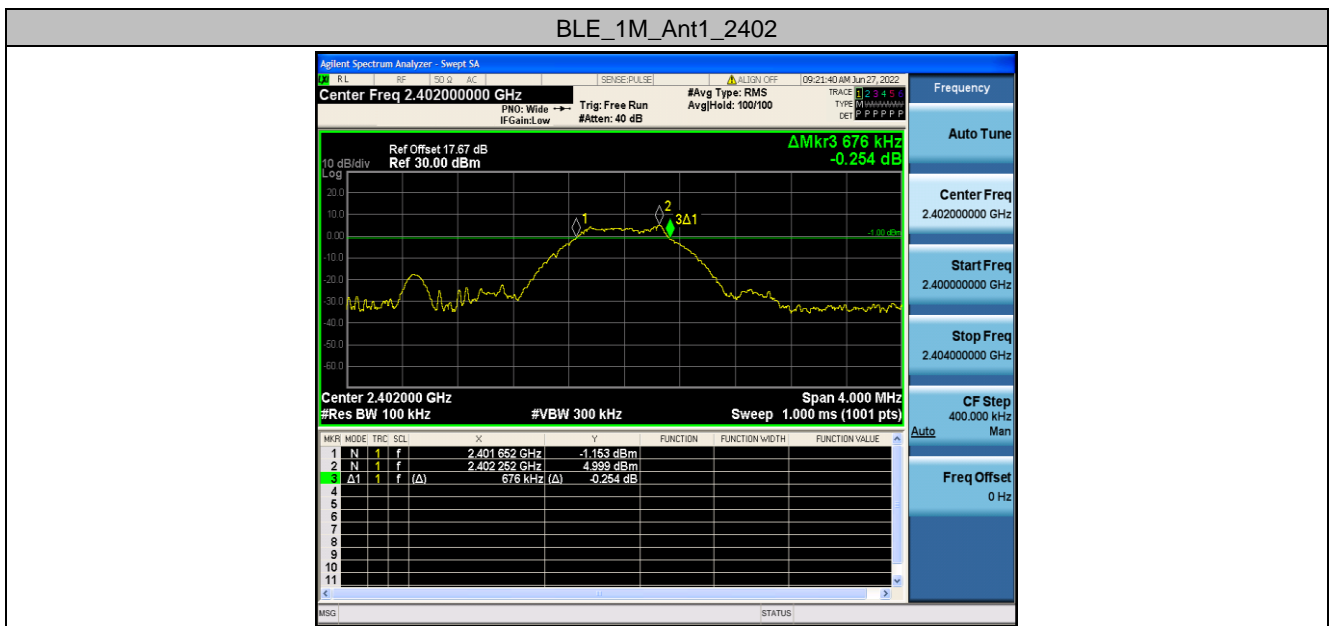 BLE_1M_Ant1_2402
Agilent Spectrum Analyzer - Swept SA
RL RF 50 Ω AC SENSE:PULSE ALIGN OFF 09:21:40 AM Jun 27, 2022
Center Freq 2.402000000 GHz
PNO: Wide
IFGain:Low
Trig: Free Run
#Atten: 40 dB
#Avg Type: RMS
Avg|Hold: 100/100
TRACE 1 2 3 4 5 6
TYPE M
DET P P P P P P
ΔMkr3 676 kHz
-0.254 dB
Ref Offset 17.67 dB
10 dB/div Ref 30.00 dBm
Log
20.0
10.0
0.00
-10.0
-20.0
-30.0
-40.0
-50.0
-60.0
1
2
3Δ1
-1.00 dBm
Center 2.402000 GHz Span 4.000 MHz
#Res BW 100 kHz #VBW 300 kHz Sweep 1.000 ms (1001 pts)
MKR MODE TRC SCL X Y FUNCTION FUNCTION WIDTH FUNCTION VALUE
1 N 1 f 2.401 652 GHz -1.153 dBm
2 N 1 f 2.402 252 GHz 4.999 dBm
3 Δ1 1 f (Δ) 676 kHz (Δ) -0.254 dB
4
5
6
7
8
9
10
11
MSG STATUS
Frequency
Auto Tune
Center Freq
2.402000000 GHz
Start Freq
2.400000000 GHz
Stop Freq
2.404000000 GHz
CF Step
400.000 kHz
Auto Man
Freq Offset
0 Hz